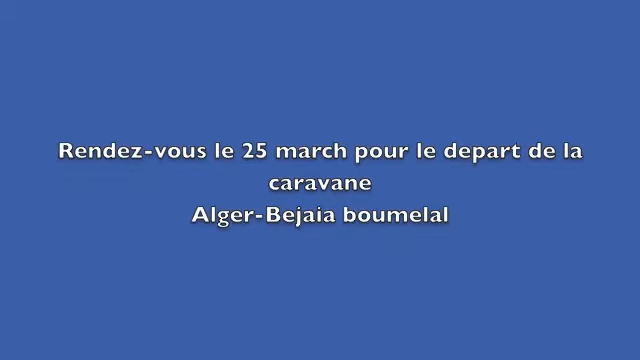 Rendez-vous le 25 march pour le depart de la
caravane
Alger-Bejaia boumelal